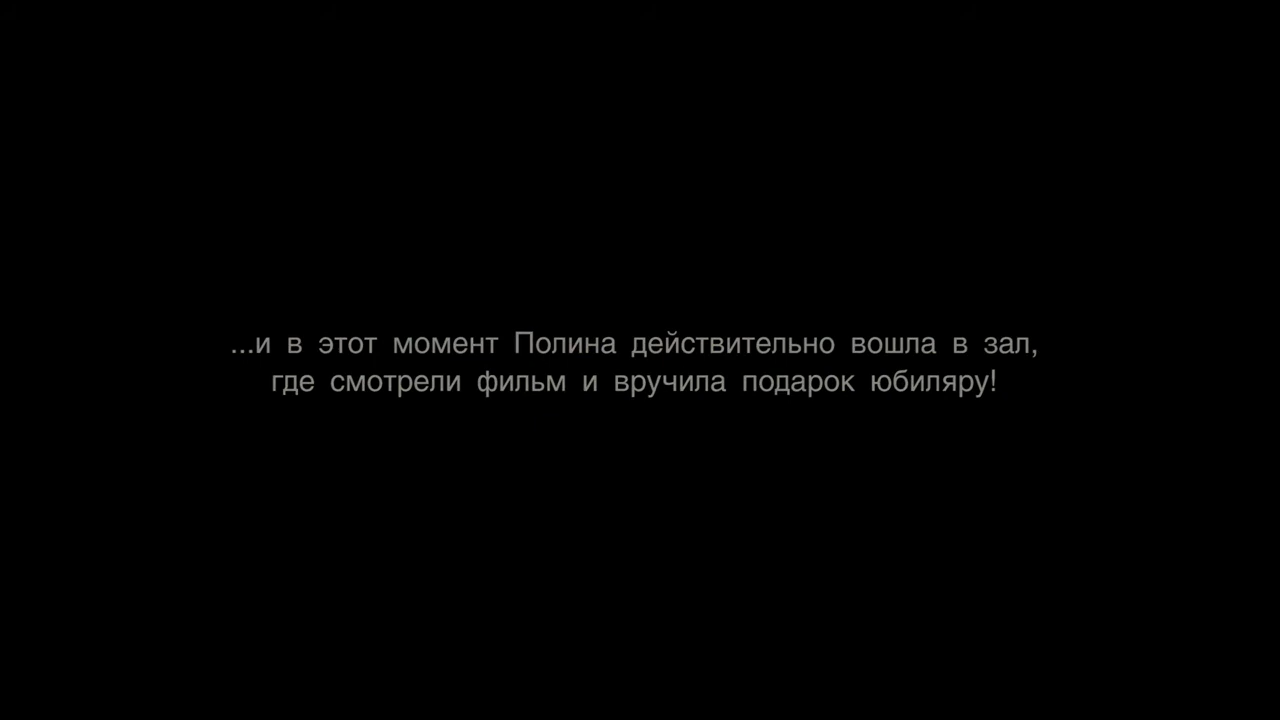 ...и в этот момент Полина действительно вошла в зал,
где смотрели фильм и вручила подарок юбиляру!